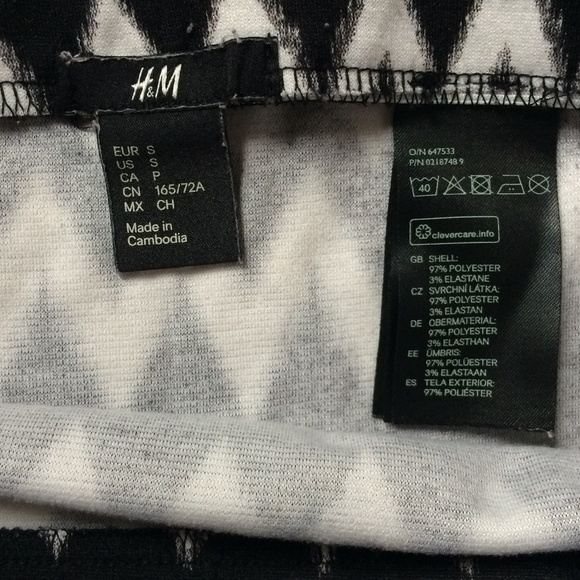 H&M
EUR S
US S
CA P
CN 165/72A
MX CH
Made in
Cambodia
O/N 647533
P/N 0218748 9
40
clevercare.info
GB SHELL:
97% POLYESTER
3% ELASTANE
CZ SVRCHNÍ LÁTKA:
97% POLYESTER
3% ELASTAN
DE OBERMATERIAL:
97% POLYESTER
3% ELASTHAN
EE ÜMBRIS:
97% POLÜESTER
3% ELASTAAN
ES TELA EXTERIOR:
97% POLIÉSTER